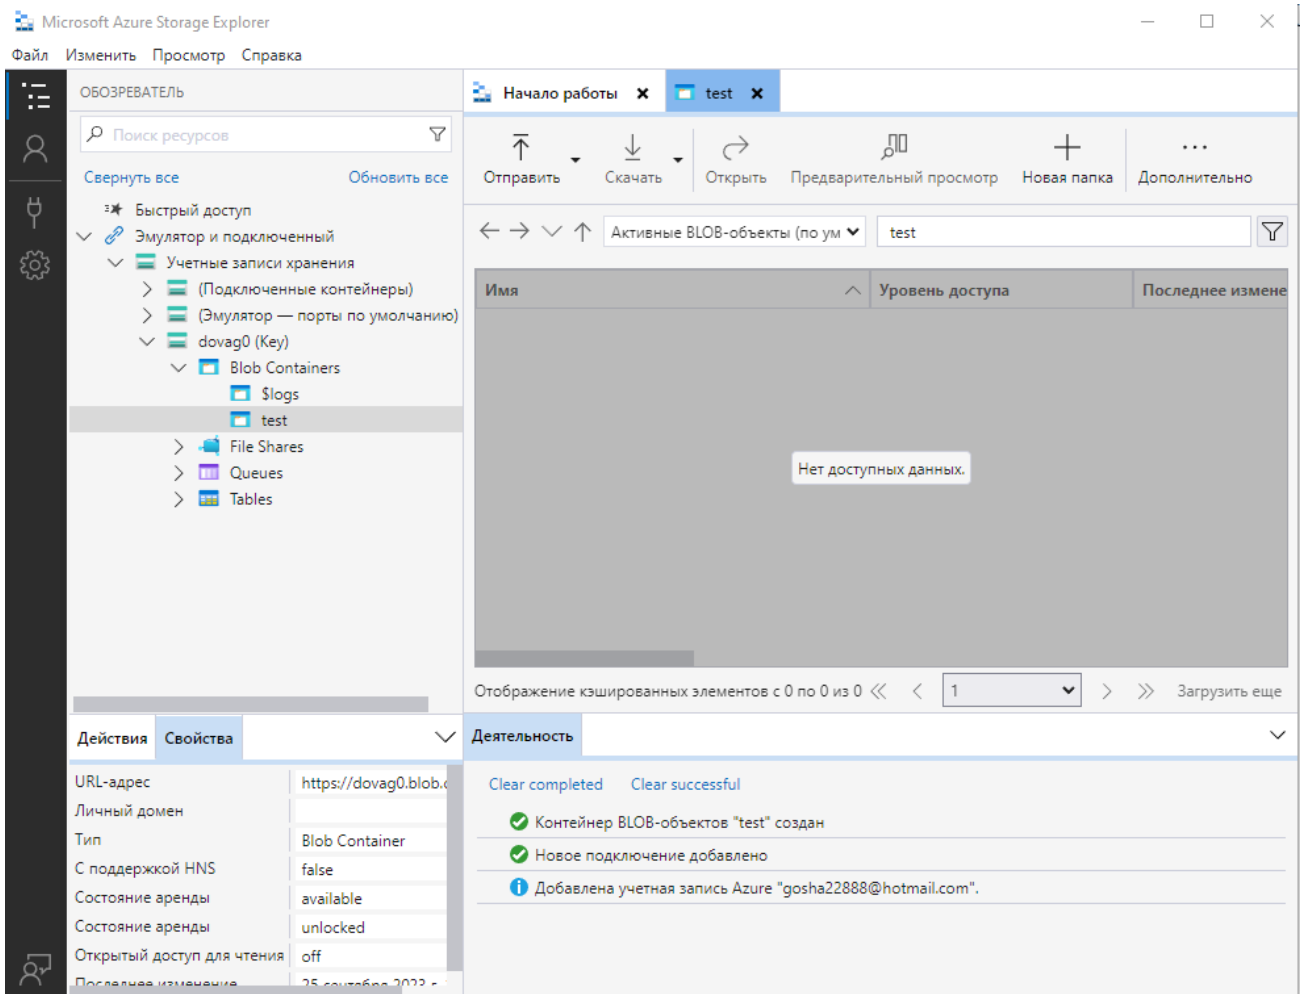 Microsoft Azure Storage Explorer
Файл Изменить Просмотр Справка
ОБОЗРЕВАТЕЛЬ
Поиск ресурсов
Свернуть все Обновить все
Быстрый доступ
Эмулятор и подключенный
Учетные записи хранения
(Подключенные контейнеры)
(Эмулятор — порты по умолчанию)
dovag0 (Key)
Blob Containers
$logs
test
File Shares
Queues
Tables
Начало работы test
Отправить Скачать Открыть Предварительный просмотр Новая папка Дополнительно
Активные BLOB-объекты (по ум test
Имя Уровень доступа Последнее измене
Нет доступных данных.
Отображение кэшированных элементов с 0 по 0 из 0 1 Загрузить еще
Действия Свойства
URL-адрес https://dovag0.blob.c
Личный домен
Тип Blob Container
С поддержкой HNS false
Состояние аренды available
Состояние аренды unlocked
Открытый доступ для чтения off
Последнее изменение 25 сентября 2023 г.
Деятельность
Clear completed Clear successful
Контейнер BLOB-объектов "test" создан
Новое подключение добавлено
Добавлена учетная запись Azure "gosha22888@hotmail.com".